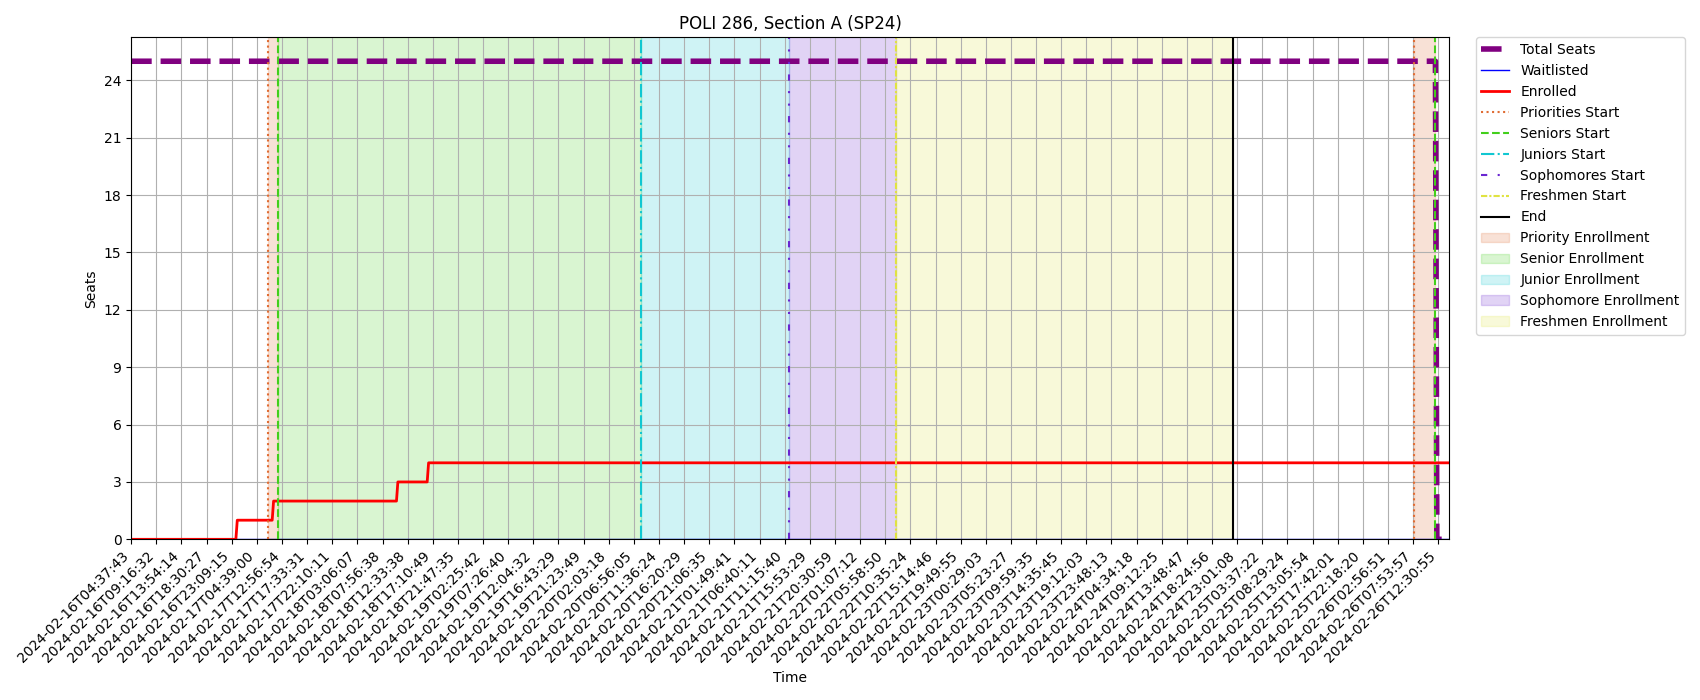 POLI 286, Section A (SP24)
Seats
24
21
18
15
12
9
6
3
0
2024-02-16T04:37:43
2024-02-16T09:16:32
2024-02-16T13:54:14
2024-02-16T18:30:27
2024-02-16T23:09:15
2024-02-17T04:39:00
2024-02-17T12:56:54
2024-02-17T17:33:31
2024-02-17T22:10:11
2024-02-18T03:06:07
2024-02-18T07:56:38
2024-02-18T12:33:38
2024-02-18T17:10:49
2024-02-18T21:47:35
2024-02-19T02:25:42
2024-02-19T07:26:40
2024-02-19T12:04:32
2024-02-19T16:43:29
2024-02-19T21:23:49
2024-02-20T02:03:18
2024-02-20T06:56:05
2024-02-20T11:36:24
2024-02-20T16:20:29
2024-02-20T21:06:35
2024-02-21T01:49:41
2024-02-21T06:40:11
2024-02-21T11:15:40
2024-02-21T15:53:29
2024-02-21T20:30:59
2024-02-22T01:07:12
2024-02-22T05:58:50
2024-02-22T10:35:24
2024-02-22T15:14:46
2024-02-22T19:49:55
2024-02-23T00:29:03
2024-02-23T05:23:27
2024-02-23T09:59:35
2024-02-23T14:35:45
2024-02-23T19:12:03
2024-02-23T23:48:13
2024-02-24T04:34:18
2024-02-24T09:12:25
2024-02-24T13:48:47
2024-02-24T18:24:56
2024-02-24T23:01:08
2024-02-25T03:37:22
2024-02-25T08:29:24
2024-02-25T13:05:54
2024-02-25T17:42:01
2024-02-25T22:18:20
2024-02-26T02:56:51
2024-02-26T07:53:57
2024-02-26T12:30:55
Time
Total Seats
Waitlisted
Enrolled
Priorities Start
Seniors Start
Juniors Start
Sophomores Start
Freshmen Start
End
Priority Enrollment
Senior Enrollment
Junior Enrollment
Sophomore Enrollment
Freshmen Enrollment